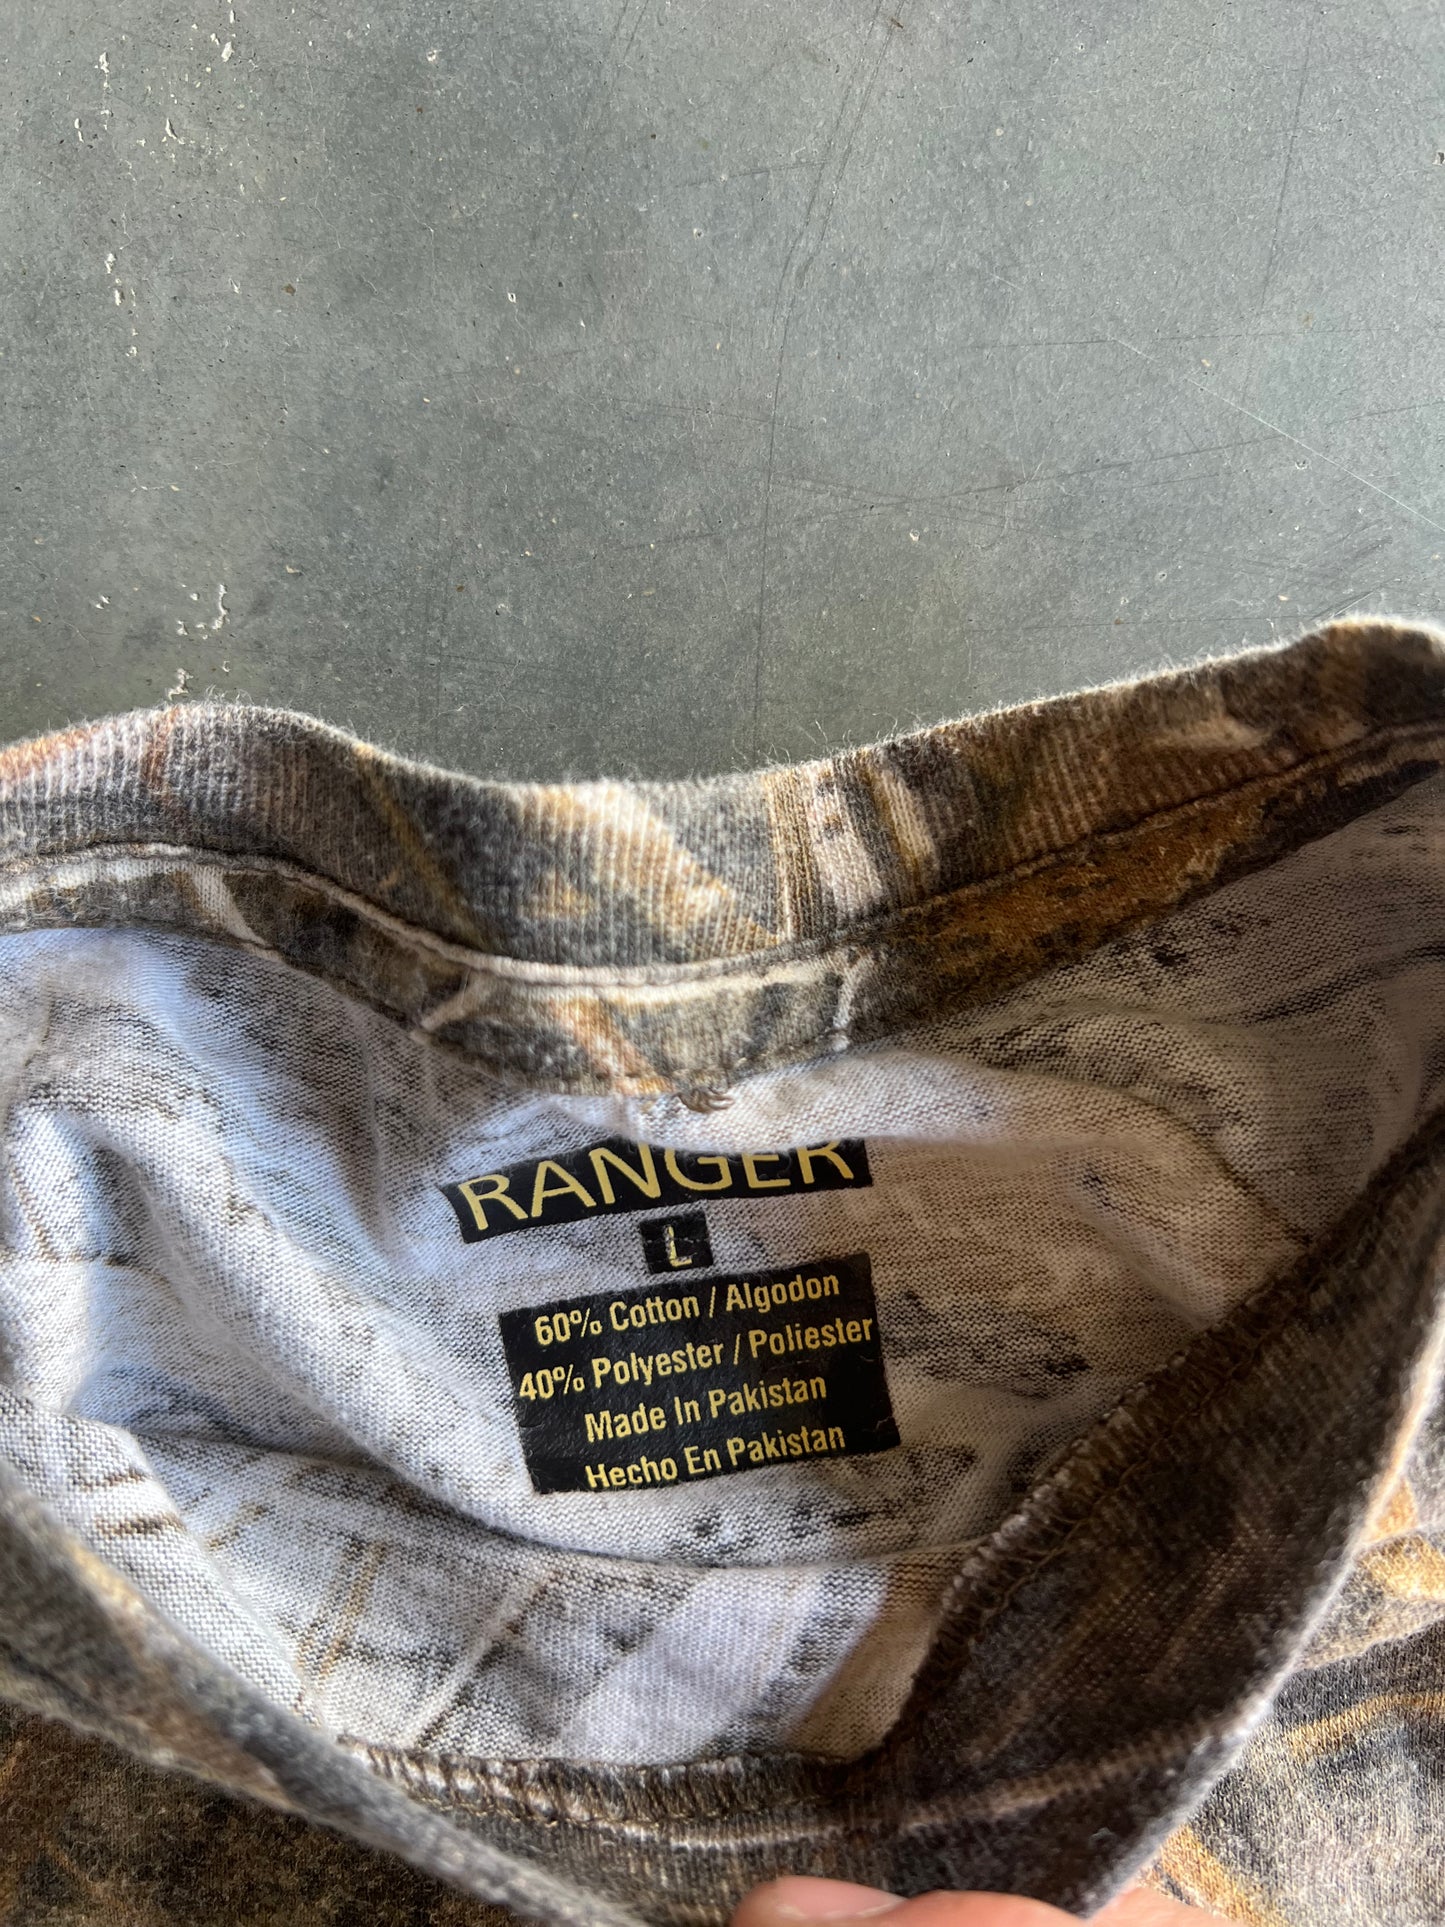 RANGER
L
60% Cotton / Algodon
40% Polyester / Poliester
Made In Pakistan
Hecho En Pakistan